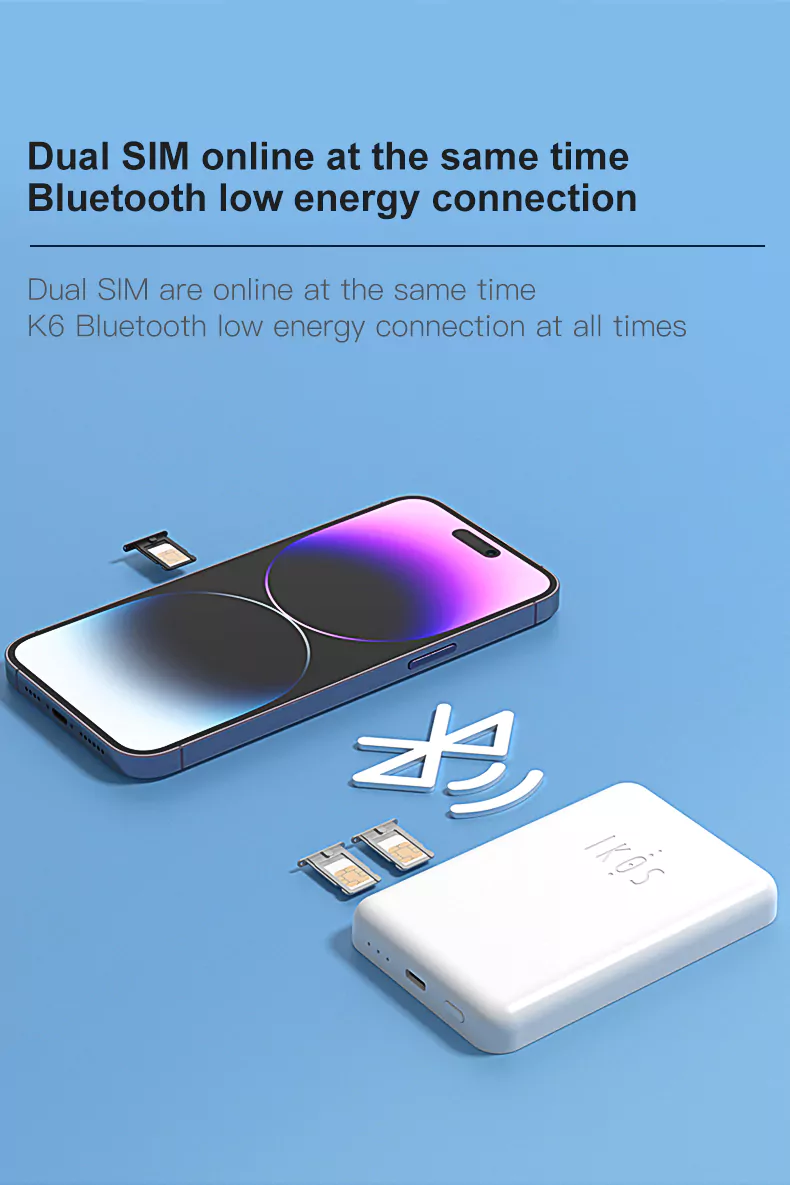 Dual SIM online at the same time
Bluetooth low energy connection
Dual SIM are online at the same time
K6 Bluetooth low energy connection at all times
IKOS